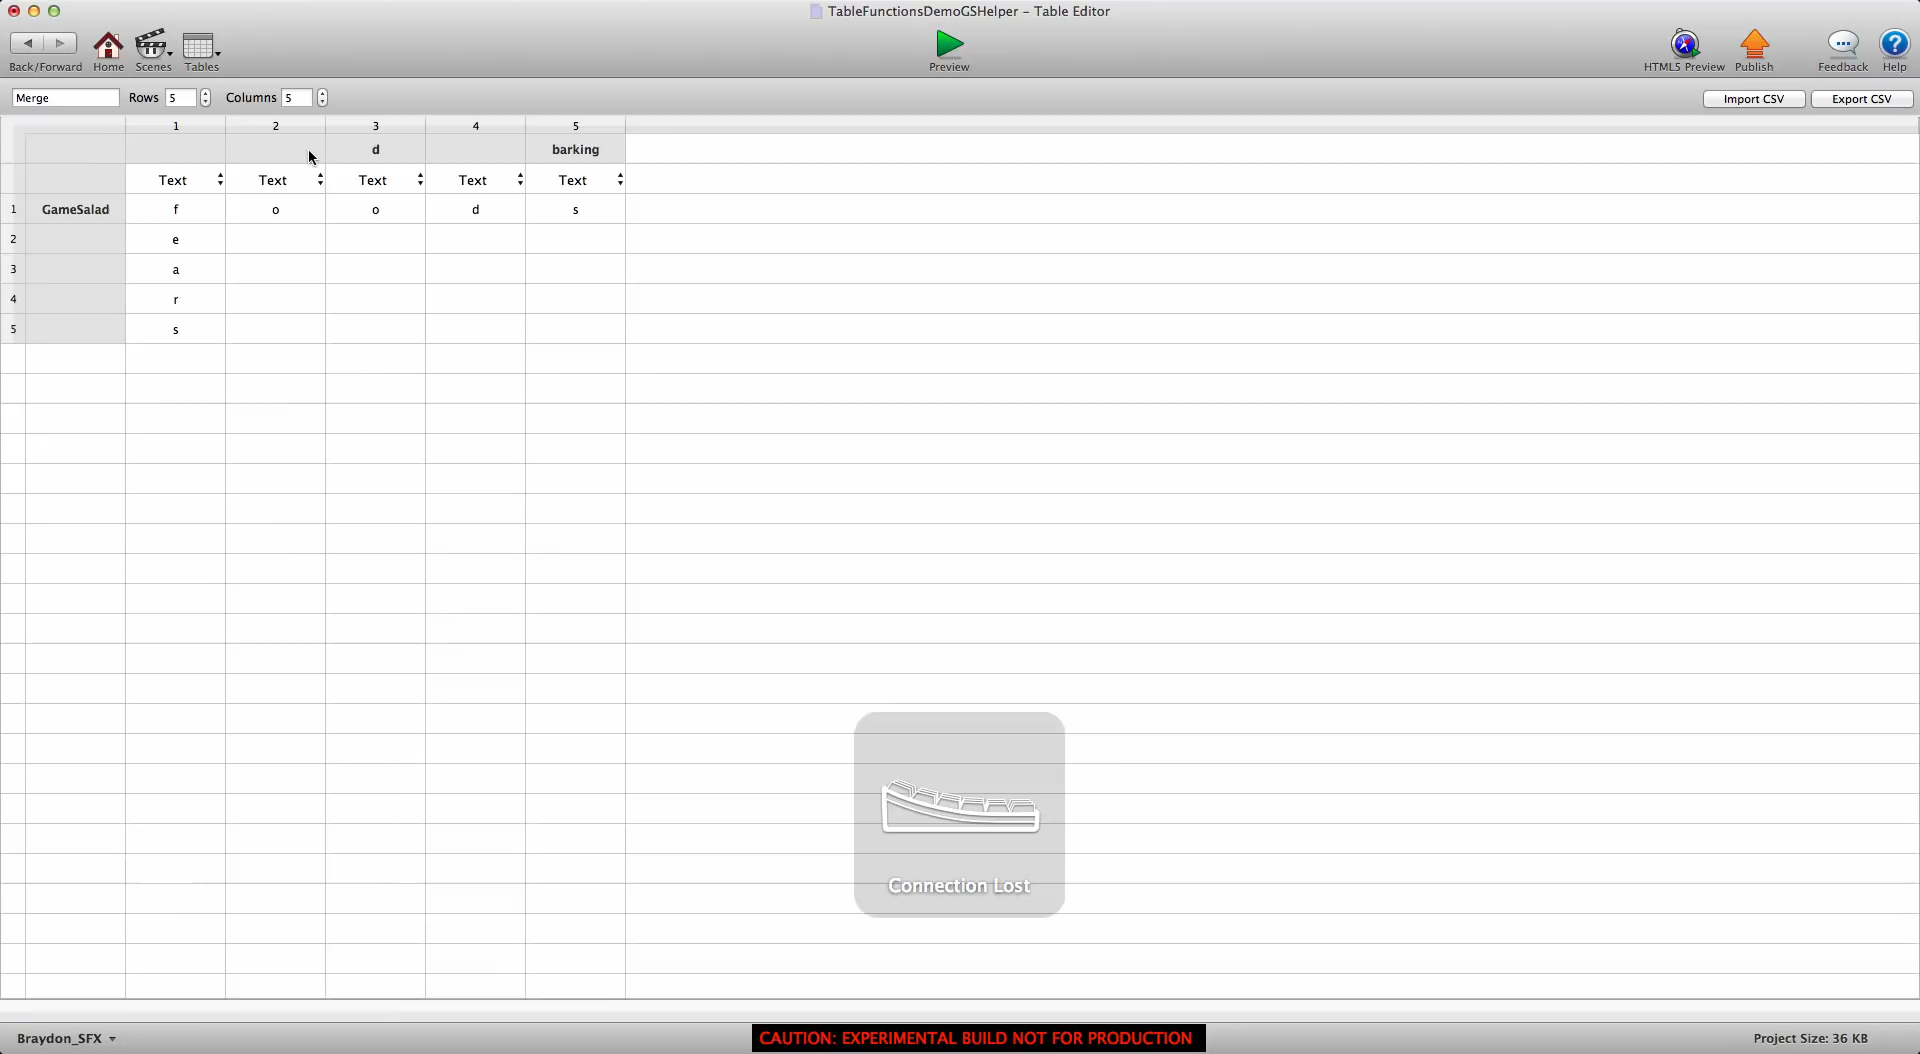 TableFunctionsDemoGSHelper – Table Editor
Back/Forward Home Scenes Tables Preview HTML5 Preview Publish Feedback Help
Merge Rows 5 Columns 5 Import CSV Export CSV
1 2 3 4 5
d barking
Text Text Text Text Text
1 GameSalad f o o d s
2 e
3 a
4 r
5 s
Connection Lost
Braydon_SFX CAUTION: EXPERIMENTAL BUILD NOT FOR PRODUCTION Project Size: 36 KB